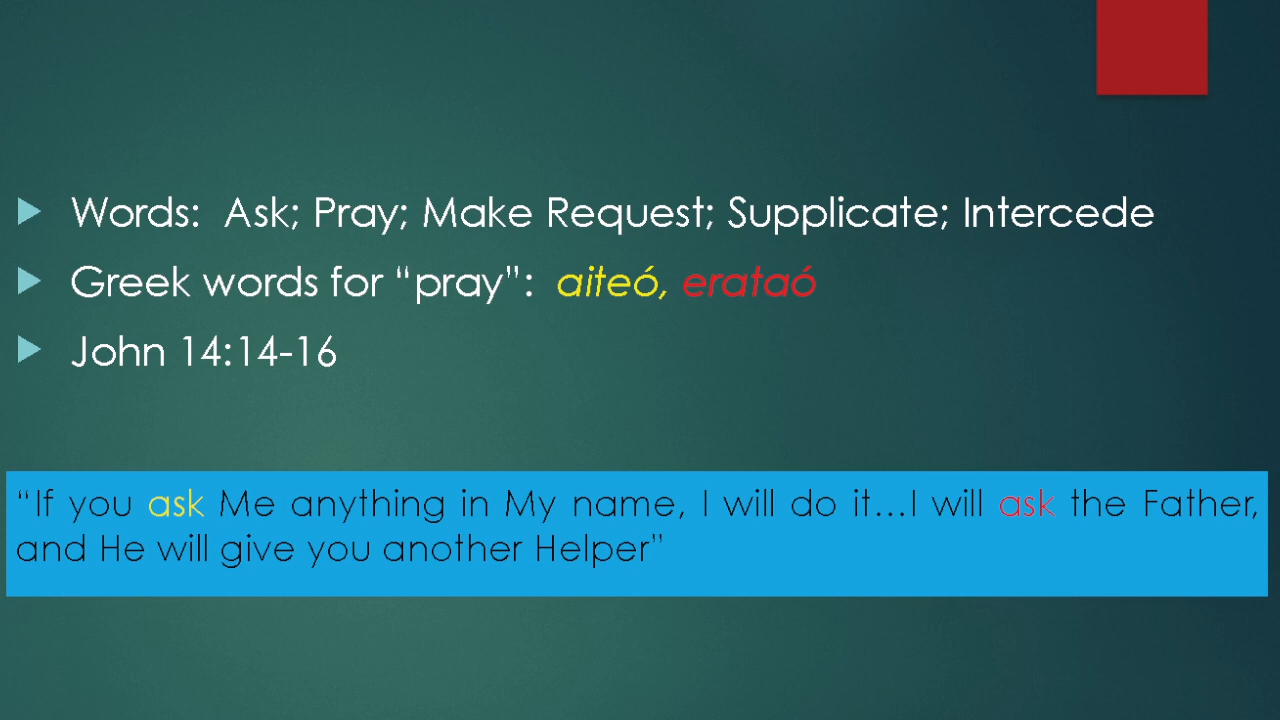 Words: Ask; Pray; Make Request; Supplicate; Intercede
Greek words for “pray”: aiteó, erataó
John 14:14-16
“If you ask Me anything in My name, I will do it...I will ask the Father,
and He will give you another Helper”